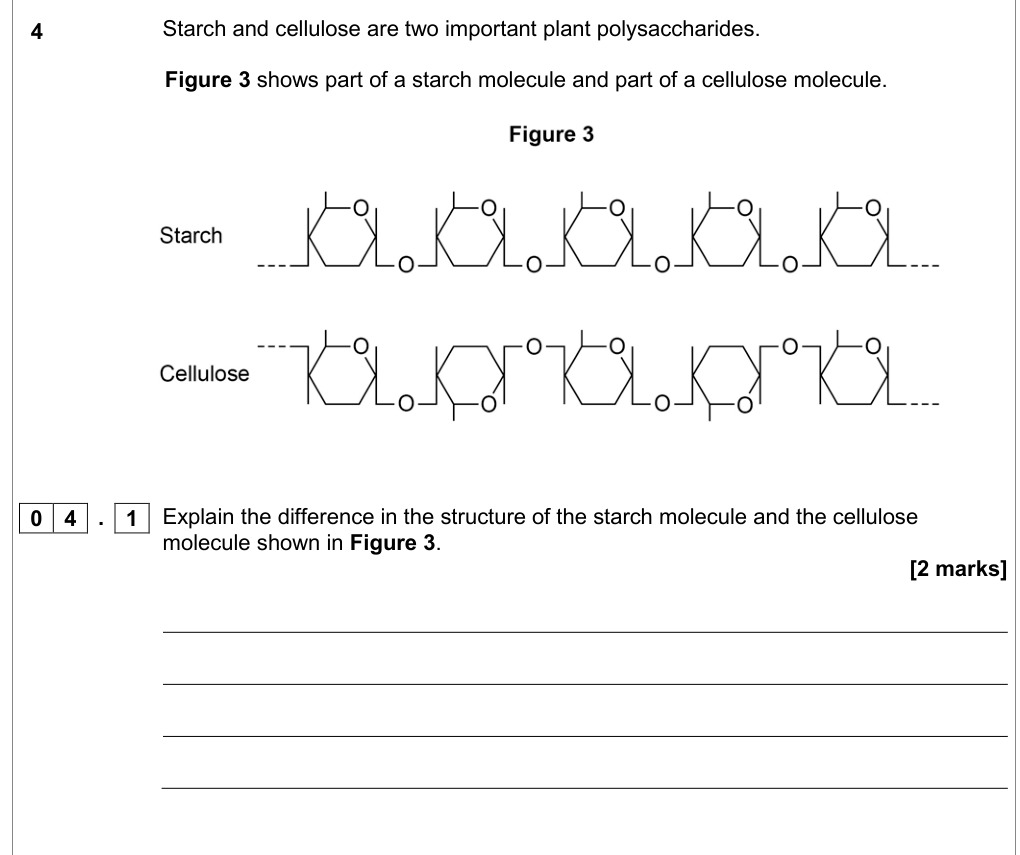 4 Starch and cellulose are two important plant polysaccharides.
Figure 3 shows part of a starch molecule and part of a cellulose molecule.
Figure 3
O O O O O
Starch
O O O O
O O O O O
Cellulose
O O O O
0 4 . 1 Explain the difference in the structure of the starch molecule and the cellulose
molecule shown in Figure 3.
[2 marks]